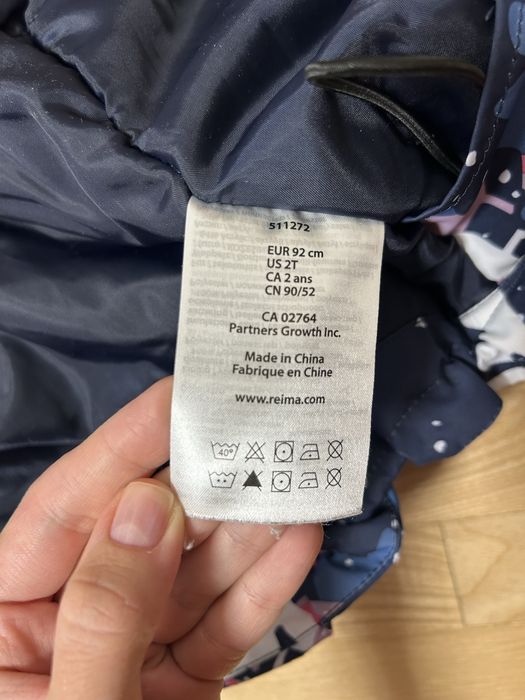 511272
EUR 92 cm
US 2T
CA 2 ans
CN 90/52
CA 02764
Partners Growth Inc.
Made in China
Fabrique en Chine
www.reima.com
40°